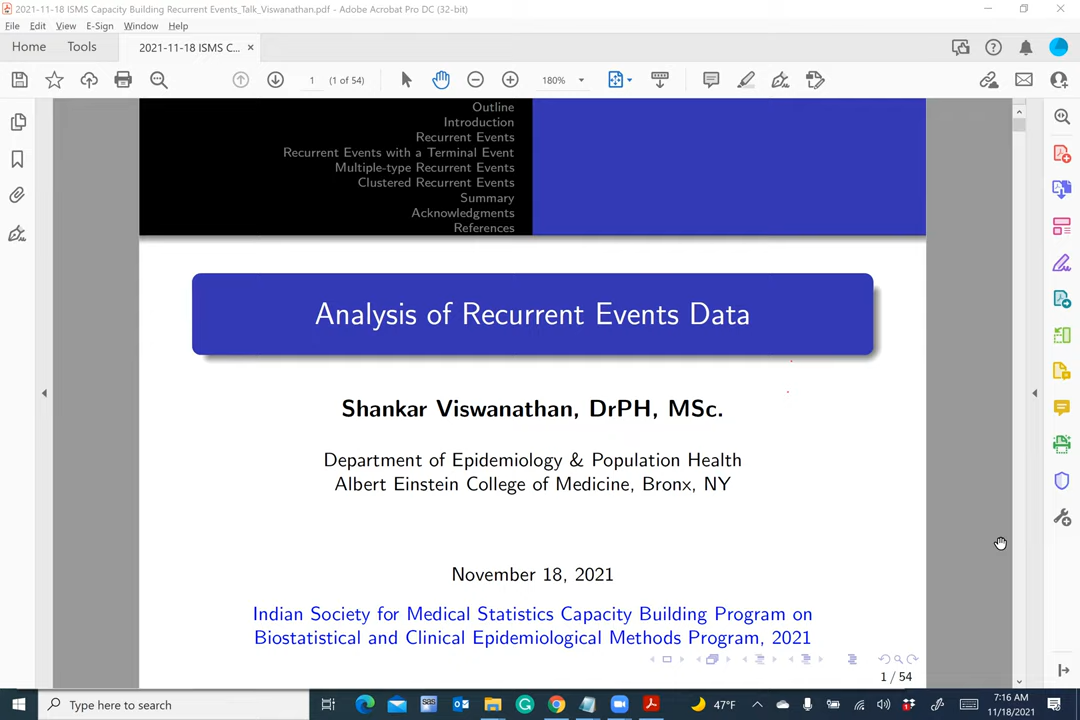 2021-11-18 ISMS Capacity Building Recurrent Events_Talk_Viswanathan.pdf - Adobe Acrobat Pro DC (32-bit)
File Edit View E-Sign Window Help
Home Tools 2021-11-18 ISMS C... ×
1 (1 of 54) 180%
Outline
Introduction
Recurrent Events
Recurrent Events with a Terminal Event
Multiple-type Recurrent Events
Clustered Recurrent Events
Summary
Acknowledgments
References
Analysis of Recurrent Events Data
Shankar Viswanathan, DrPH, MSc.
Department of Epidemiology & Population Health
Albert Einstein College of Medicine, Bronx, NY
November 18, 2021
Indian Society for Medical Statistics Capacity Building Program on
Biostatistical and Clinical Epidemiological Methods Program, 2021
1 / 54
Type here to search
47°F
7:16 AM
11/18/2021